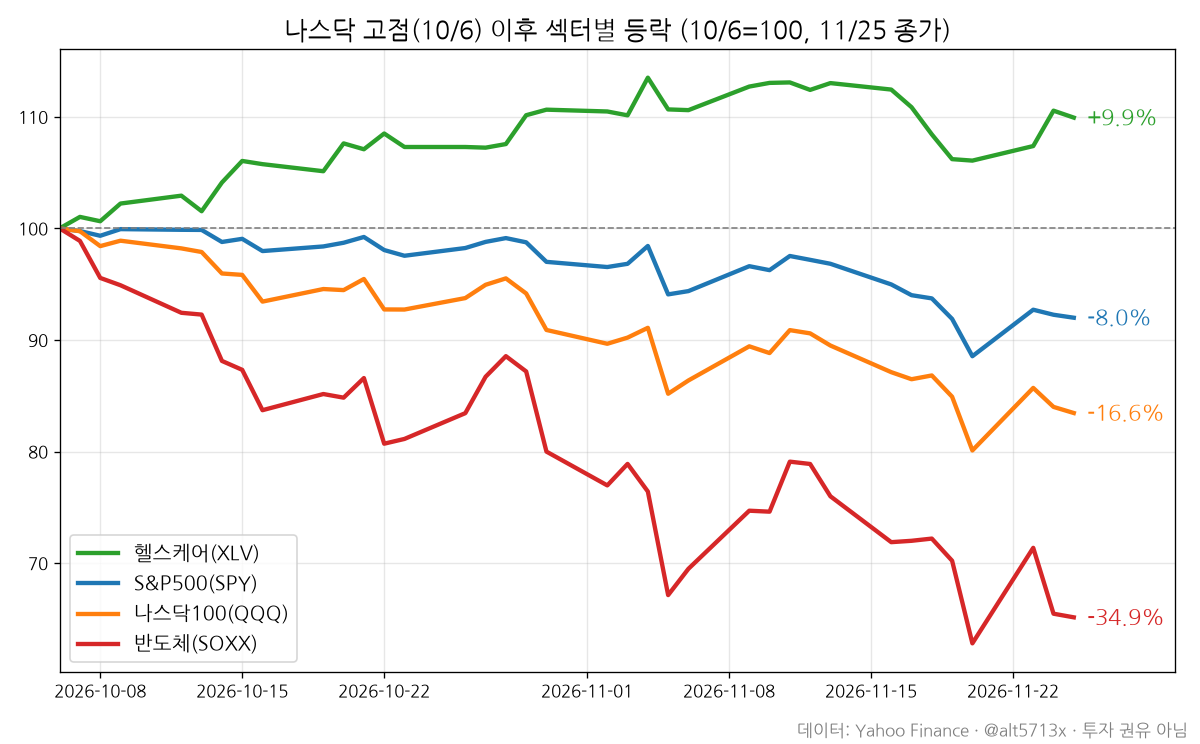 나스닥 고점(10/6) 이후 섹터별 등락 (10/6=100, 11/25 종가)
110
100
90
80
70
+9.9%
-8.0%
-16.6%
-34.9%
헬스케어(XLV)
S&P500(SPY)
나스닥100(QQQ)
반도체(SOXX)
2026-10-08 2026-10-15 2026-10-22 2026-11-01 2026-11-08 2026-11-15 2026-11-22
데이터: Yahoo Finance · @alt5713x · 투자 권유 아님